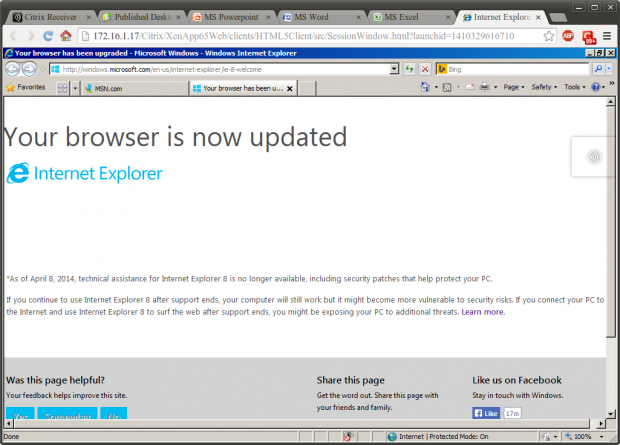 Citrix Receiver
Published Deskt
MS Powerpoint
MS Word
MS Excel
Internet Explore
172.16.1.17/Citrix/XenApp65Web/clients/HTML5Client/src/SessionWindow.html?launchid=1410329616710
ABP
99+
Your browser has been upgraded - Microsoft Windows - Windows Internet Explorer
http://windows.microsoft.com/en-us/internet-explorer/ie-8-welcome
Bing
Favorites
MSN.com
Your browser has been u...
Page
Safety
Tools
Your browser is now updated
Internet Explorer
*As of April 8, 2014, technical assistance for Internet Explorer 8 is no longer available, including security patches that help protect your PC.
If you continue to use Internet Explorer 8 after support ends, your computer will still work but it might become more vulnerable to security risks. If you connect your PC to
the Internet and use Internet Explorer 8 to surf the web after support ends, you might be exposing your PC to additional threats. Learn more.
Was this page helpful?
Share this page
Like us on Facebook
Your feedback helps improve this site.
Get the word out. Share this page with
your friends and family.
Stay in touch with Windows.
Yes
Somewhat
No
Like
17m
Done
Internet | Protected Mode: On
100%